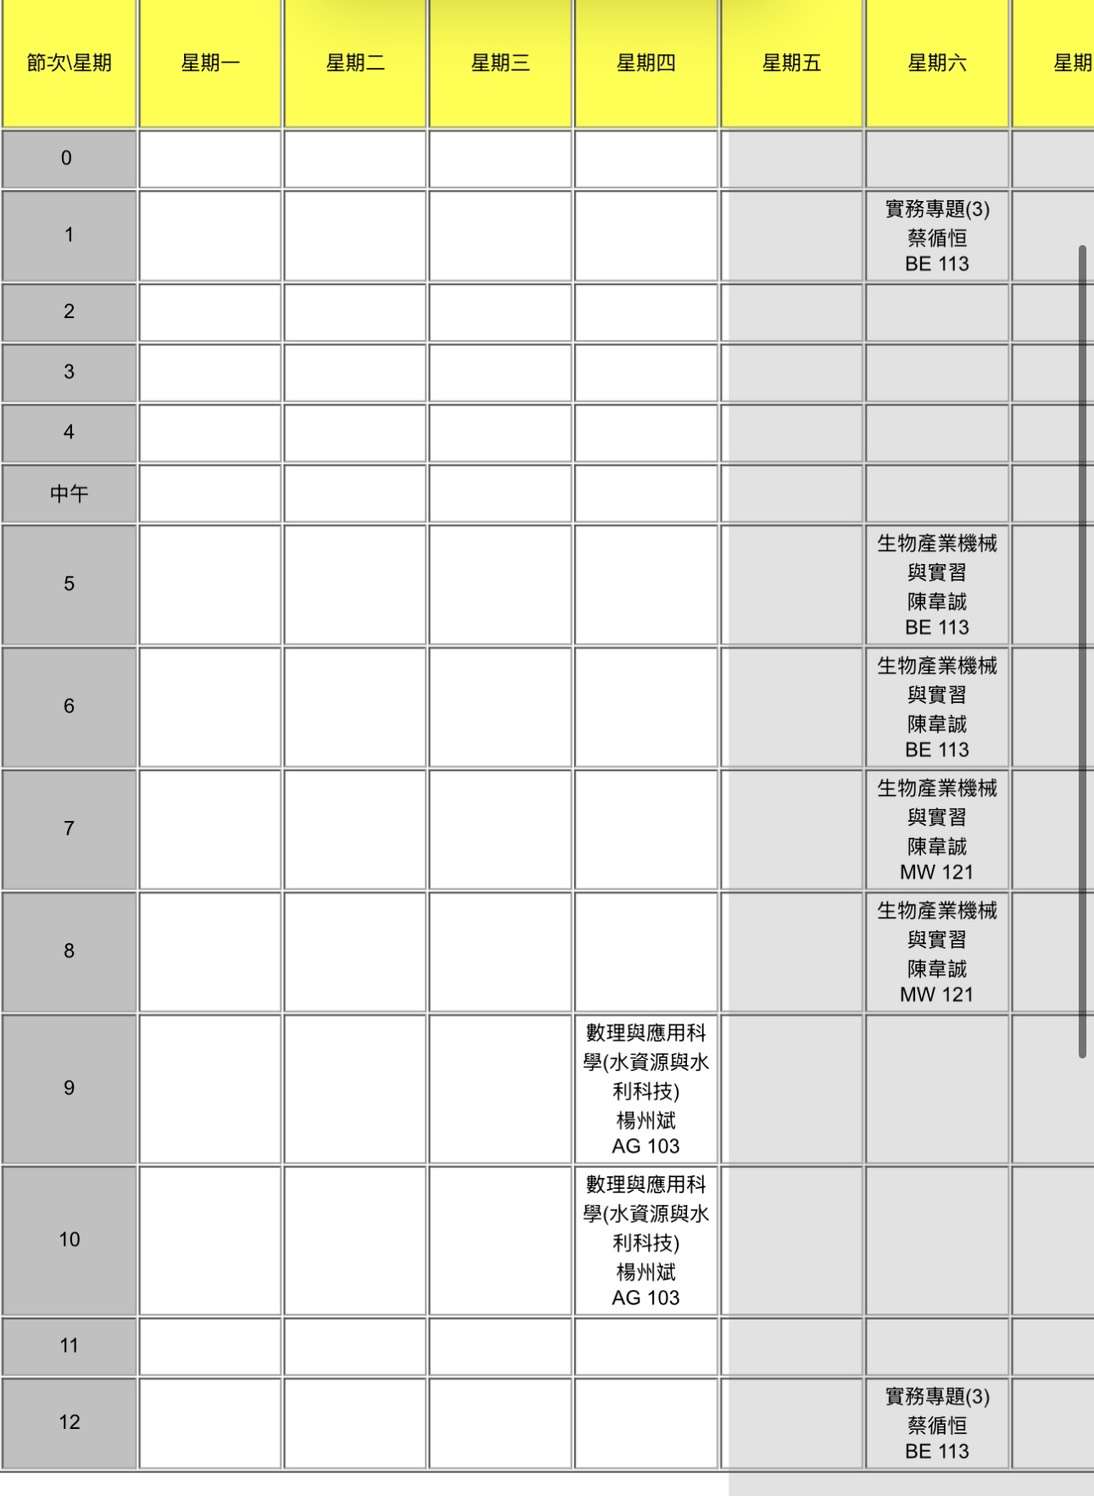 節次\星期 星期一 星期二 星期三 星期四 星期五 星期六 星期
0
1
實務專題(3)
蔡循恒
BE 113
2
3
4
中午
5
生物產業機械
與實習
陳韋誠
BE 113
6
生物產業機械
與實習
陳韋誠
BE 113
7
生物產業機械
與實習
陳韋誠
MW 121
8
生物產業機械
與實習
陳韋誠
MW 121
9
數理與應用科
學(水資源與水
利科技)
楊州斌
AG 103
10
數理與應用科
學(水資源與水
利科技)
楊州斌
AG 103
11
12
實務專題(3)
蔡循恒
BE 113